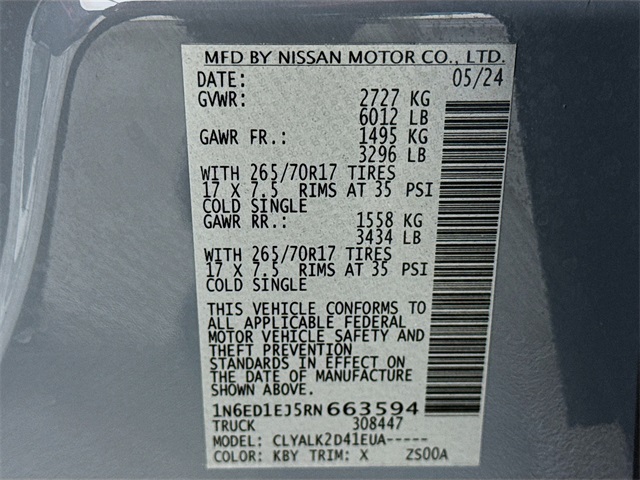 MFD BY NISSAN MOTOR CO., LTD.
DATE: 05/24
GVWR: 2727 KG
6012 LB
GAWR FR.: 1495 KG
3296 LB
WITH 265/70R17 TIRES
17 X 7.5 RIMS AT 35 PSI
COLD SINGLE
GAWR RR.: 1558 KG
3434 LB
WITH 265/70R17 TIRES
17 X 7.5 RIMS AT 35 PSI
COLD SINGLE
THIS VEHICLE CONFORMS TO
ALL APPLICABLE FEDERAL
MOTOR VEHICLE SAFETY AND
THEFT PREVENTION
STANDARDS IN EFFECT ON
THE DATE OF MANUFACTURE
SHOWN ABOVE.
1N6ED1EJ5RN663594
TRUCK 308447
MODEL: CLYALK2D41EUA-----
COLOR: KBY TRIM: X ZS00A